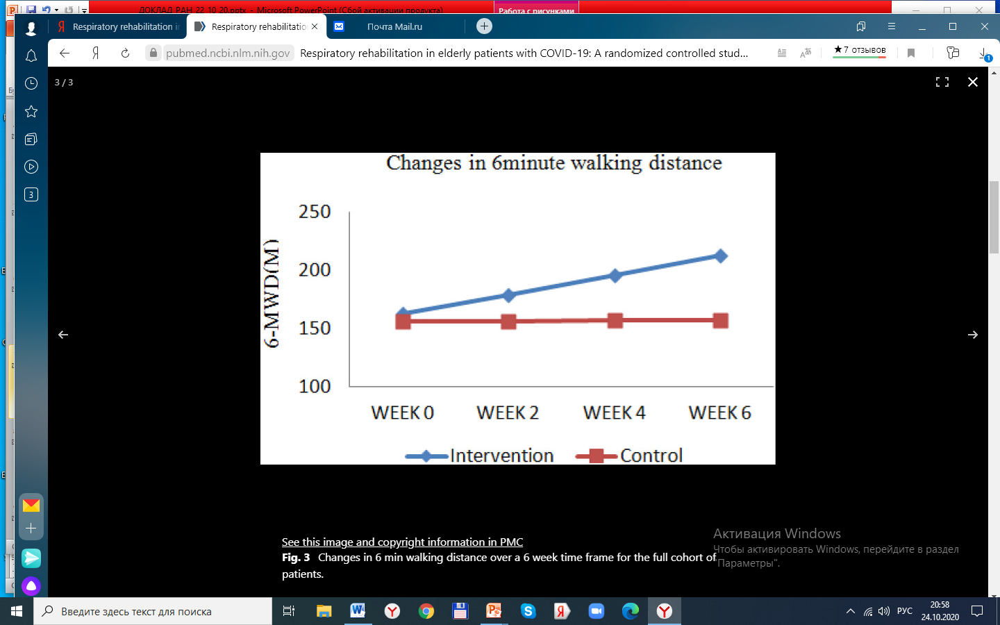 ДОКЛАД_РАН_22_10_20.pptx - Microsoft PowerPoint (Сбой активации продукта)
Работа с рисунками
Respiratory rehabilitation i
Respiratory rehabilitatio
Почта Mail.ru
pubmed.ncbi.nlm.nih.gov Respiratory rehabilitation in elderly patients with COVID-19: A randomized controlled stud...
★7 отзывов
1
3 / 3
3
Changes in 6minute walking distance
250
200
150
100
6-MWD(M)
WEEK 0 WEEK 2 WEEK 4 WEEK 6
Intervention Control
See this image and copyright information in PMC
Fig. 3 Changes in 6 min walking distance over a 6 week time frame for the full cohort of
patients.
Активация Windows
Чтобы активировать Windows, перейдите в раздел
"Параметры".
Введите здесь текст для поиска
РУС
20:58
24.10.2020